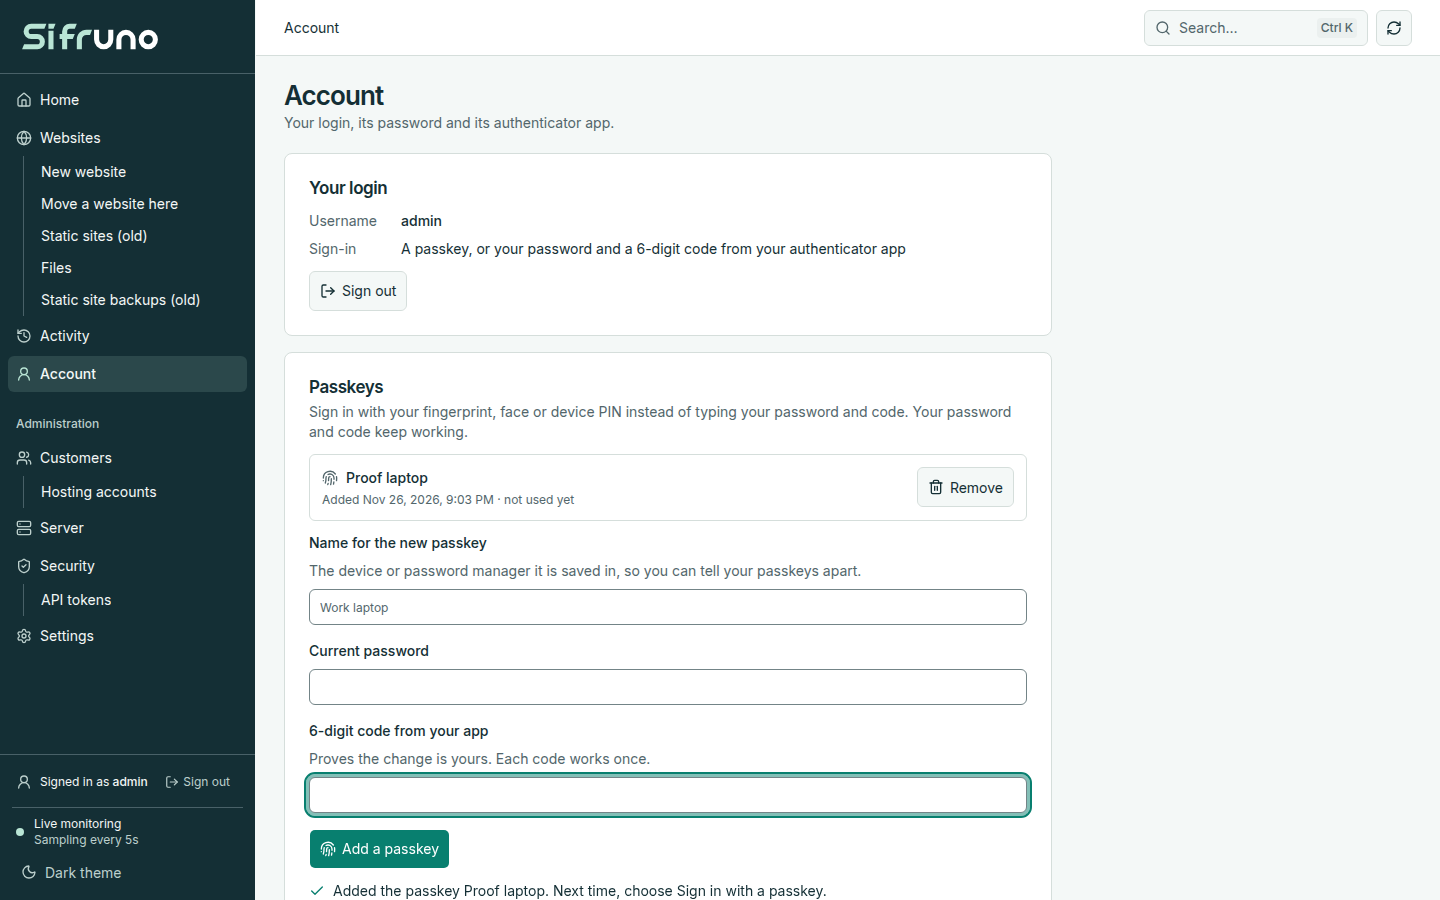 Sifruno
Account
Search...
Ctrl K
Home
Websites
New website
Move a website here
Static sites (old)
Files
Static site backups (old)
Activity
Account
Administration
Customers
Hosting accounts
Server
Security
API tokens
Settings
Signed in as admin
Sign out
Live monitoring
Sampling every 5s
Dark theme
Account
Your login, its password and its authenticator app.
Your login
Username admin
Sign-in A passkey, or your password and a 6-digit code from your authenticator app
Sign out
Passkeys
Sign in with your fingerprint, face or device PIN instead of typing your password and code. Your password
and code keep working.
Proof laptop
Added Nov 26, 2026, 9:03 PM · not used yet
Remove
Name for the new passkey
The device or password manager it is saved in, so you can tell your passkeys apart.
Work laptop
Current password
6-digit code from your app
Proves the change is yours. Each code works once.
Add a passkey
Added the passkey Proof laptop. Next time, choose Sign in with a passkey.